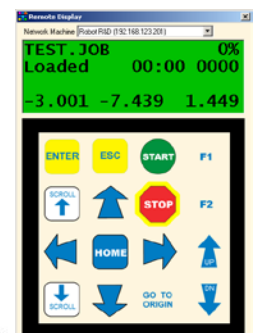 Remote Display
Network Machine Robot R&D (192.168.123.201)
TEST.JOB 0%
Loaded 00:00 0000
-3.001 -7.439 1.449
ENTER ESC START F1
SCROLL STOP F2
HOME UP
SCROLL GO TO ORIGIN DN